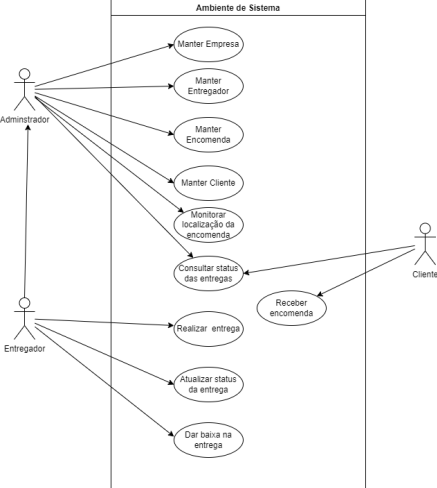 Ambiente de Sistema
Manter Empresa
Manter
Entregador
Adminstrador
Manter
Encomenda
Manter Cliente
Monitorar
localização da
encomenda
Consultar status
das entregas
Cliente
Receber
encomenda
Realizar entrega
Entregador
Atualizar status
da entrega
Dar baixa na
entrega